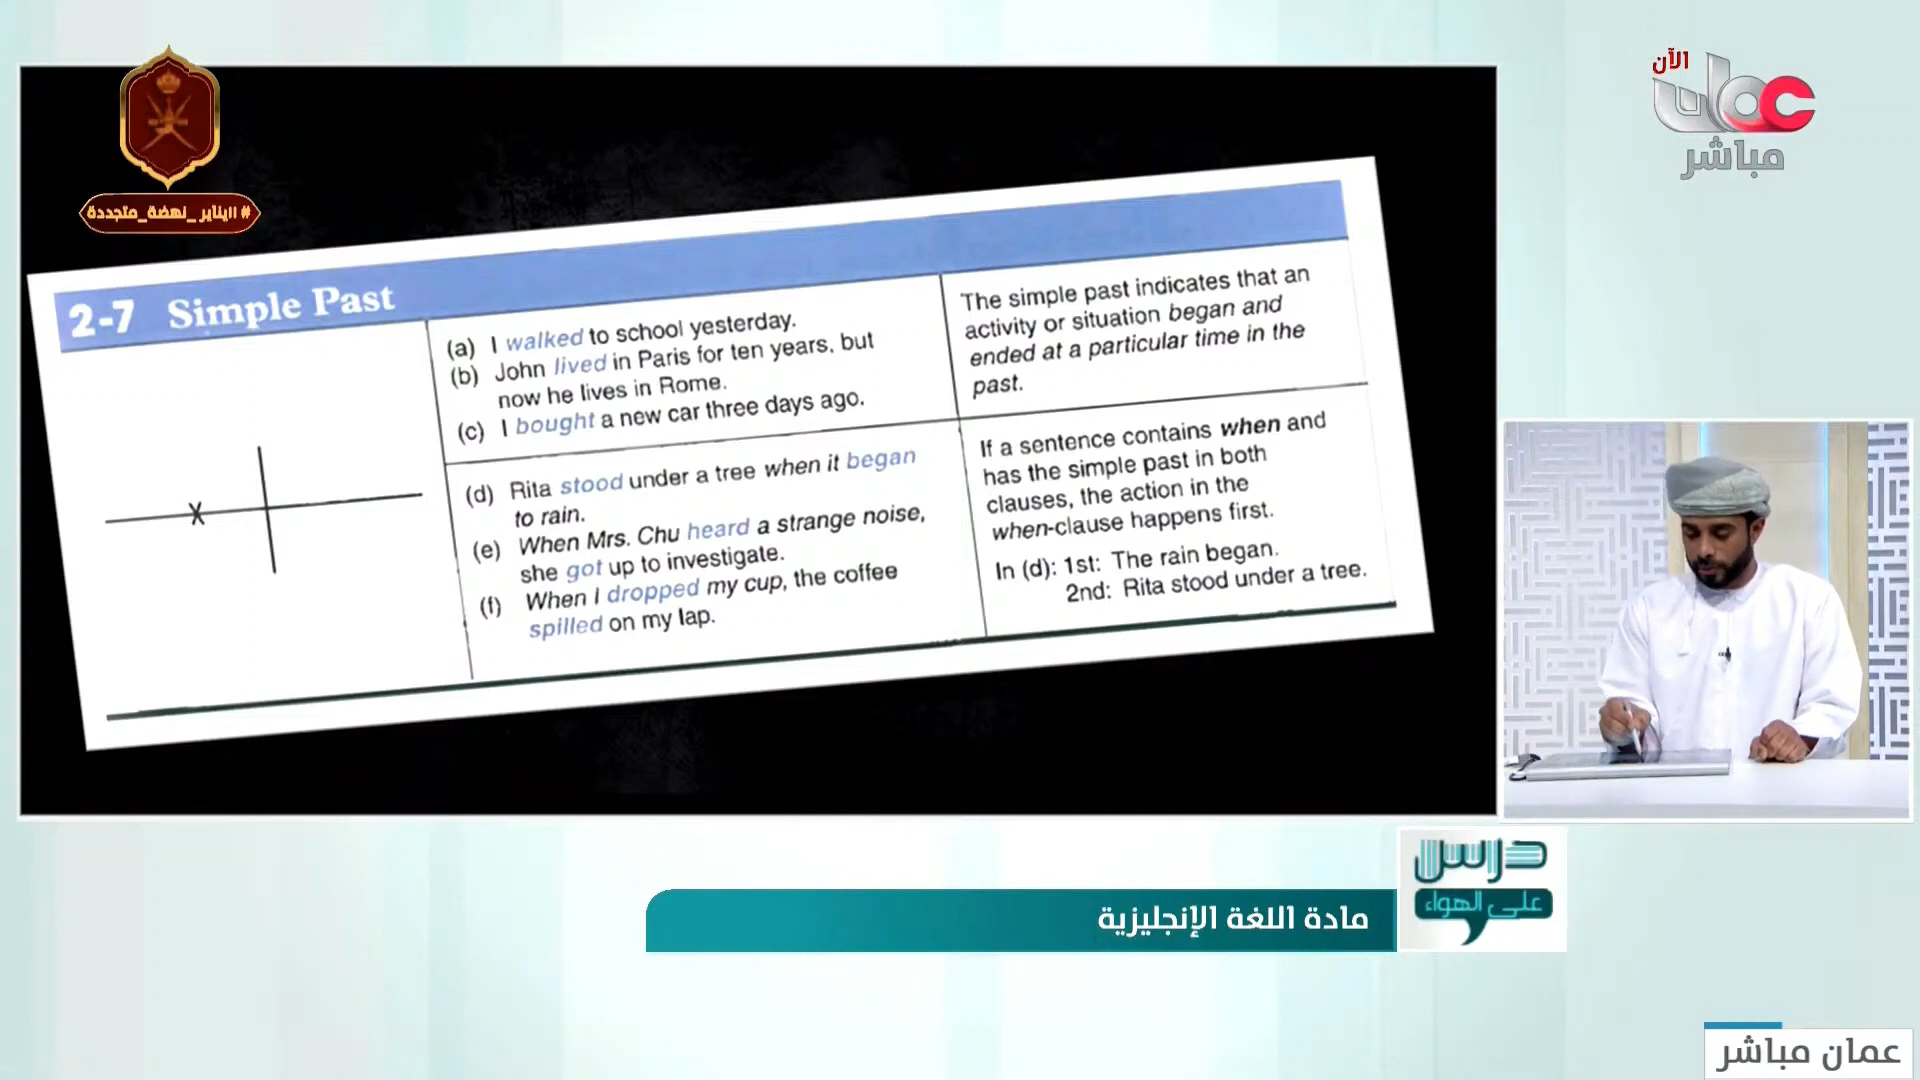 الآن
عمان
مباشر
# ١١يناير_نهضة_متجددة
2-7 Simple Past
(a) I walked to school yesterday.
(b) John lived in Paris for ten years, but
now he lives in Rome.
(c) I bought a new car three days ago.
The simple past indicates that an
activity or situation began and
ended at a particular time in the
past.
(d) Rita stood under a tree when it began
to rain.
(e) When Mrs. Chu heard a strange noise,
she got up to investigate.
(f) When I dropped my cup, the coffee
spilled on my lap.
If a sentence contains when and
has the simple past in both
clauses, the action in the
when-clause happens first.
In (d): 1st: The rain began.
2nd: Rita stood under a tree.
X
درس
على الهواء
مادة اللغة الإنجليزية
عمان مباشر